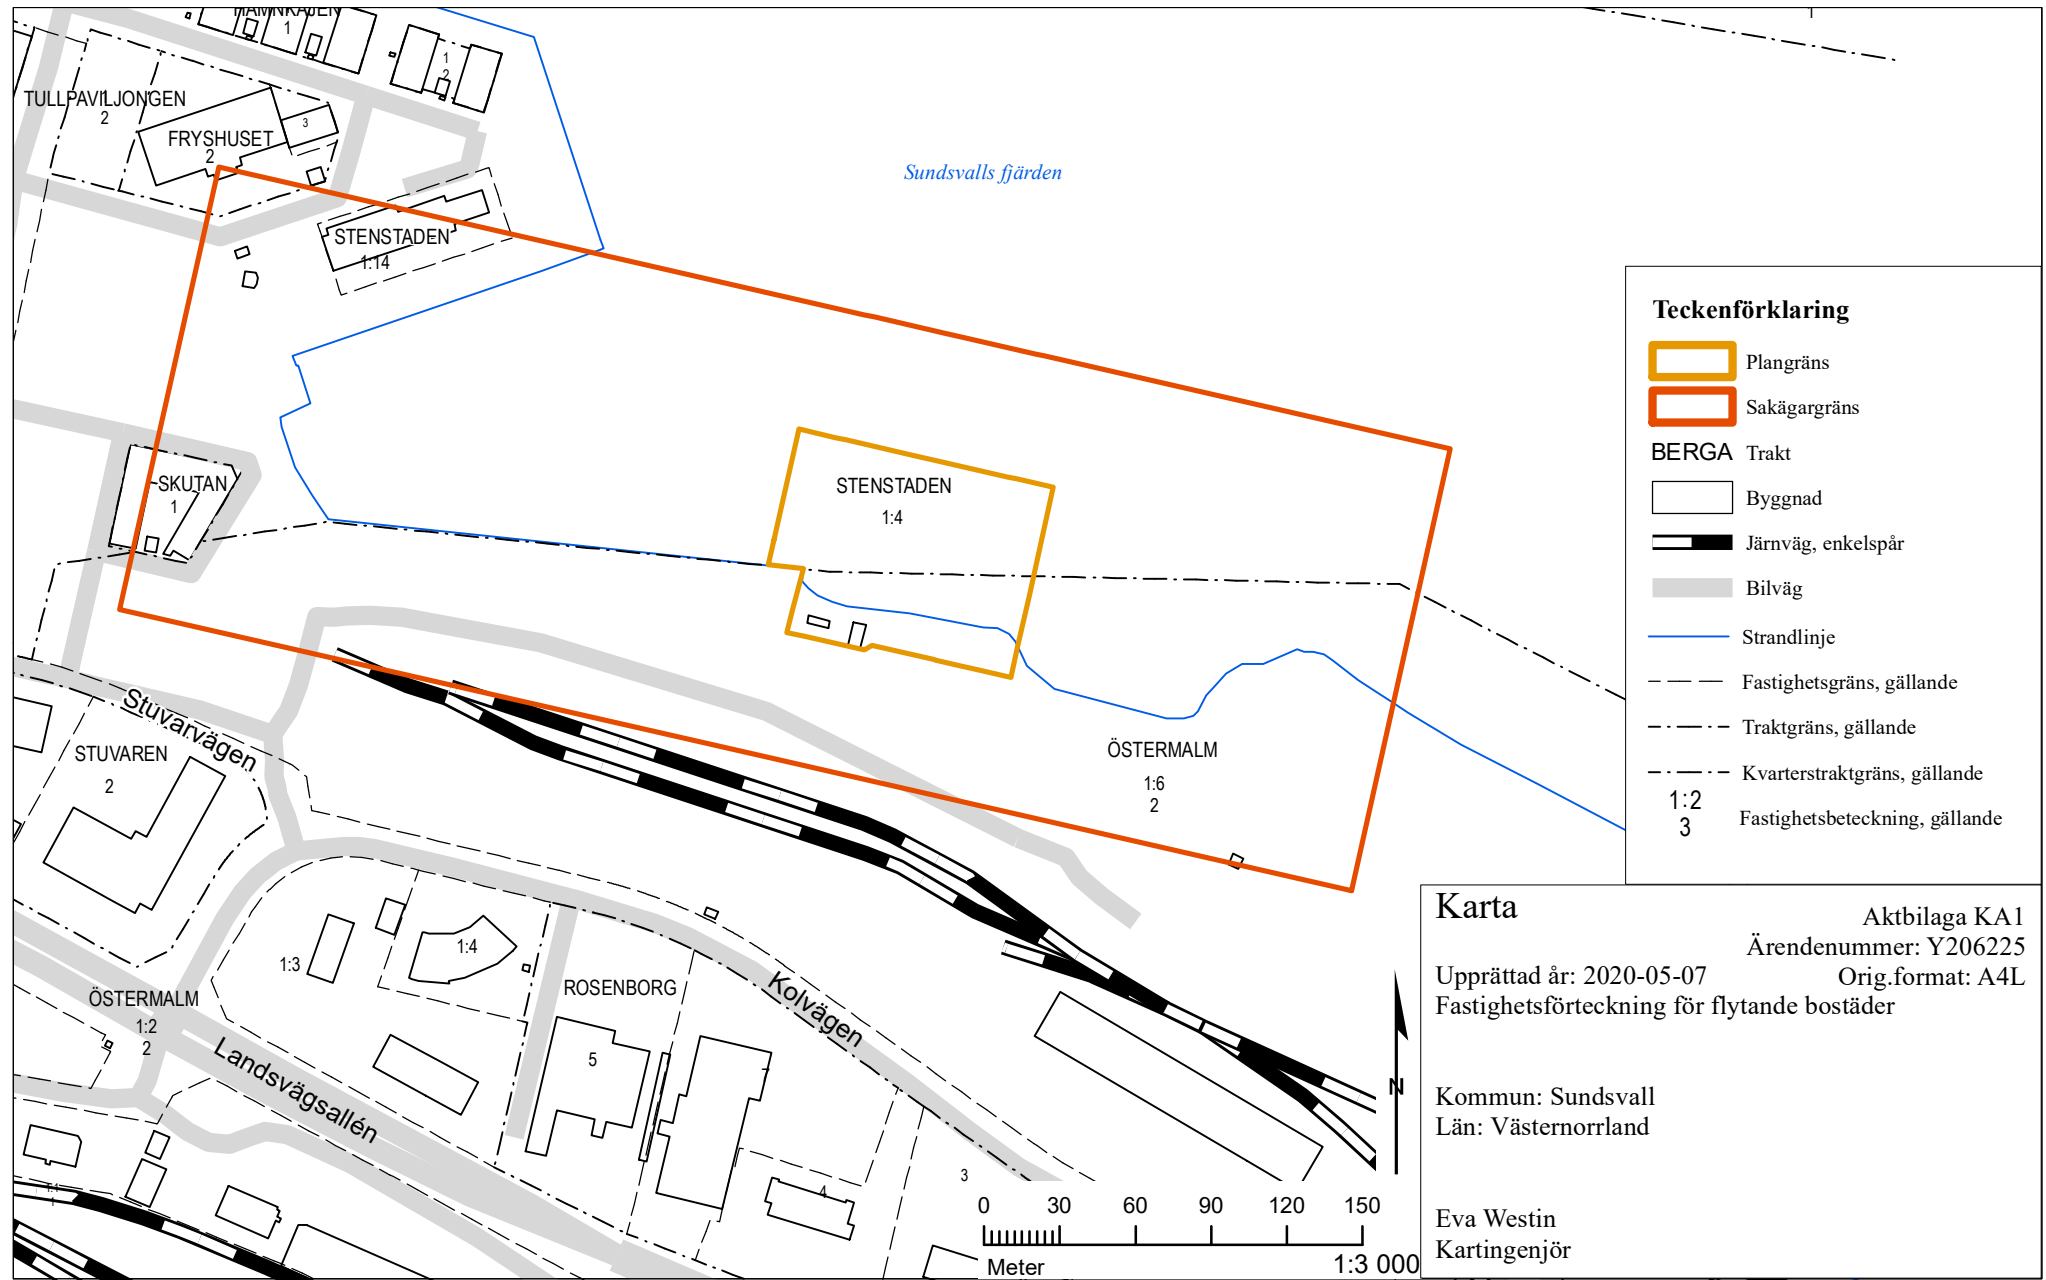 HAMNKAJEN
1
1
2
TULLPAVILJONGEN
1
2
FRYSHUSET
2
3
Sundsvalls fjärden
STENSTADEN
1:14
SKUTAN
1
STENSTADEN
1:4
Stuvarvägen
STUVAREN
2
ÖSTERMALM
1:6
2
1:3
1:4
ROSENBORG
5
Kolvägen
ÖSTERMALM
1:2
2
Landsvägsallén
4
3
Teckenförklaring
Plangräns
Sakägargräns
BERGA Trakt
Byggnad
Järnväg, enkelspår
Bilväg
Strandlinje
Fastighetsgräns, gällande
Traktgräns, gällande
Kvarterstraktgräns, gällande
1:2
3 Fastighetsbeteckning, gällande
Karta
Aktbilaga KA1
Ärendenummer: Y206225
Upprättad år: 2020-05-07 Orig.format: A4L
Fastighetsförteckning för flytande bostäder
Kommun: Sundsvall
Län: Västernorrland
Eva Westin
Kartingenjör
N
0 30 60 90 120 150
Meter 1:3 000